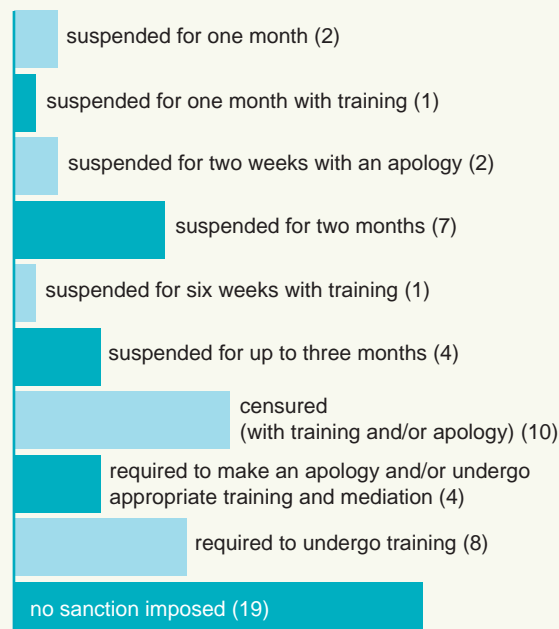 suspended for one month (2)
suspended for one month with training (1)
suspended for two weeks with an apology (2)
suspended for two months (7)
suspended for six weeks with training (1)
suspended for up to three months (4)
censured
(with training and/or apology) (10)
required to make an apology and/or undergo
appropriate training and mediation (4)
required to undergo training (8)
no sanction imposed (19)